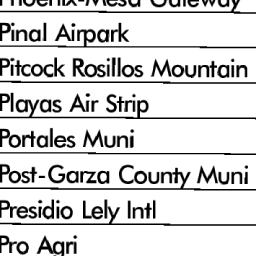 Phoenix-Mesa Gateway
Pinal Airpark
Pitcock Rosillos Mountain
Playas Air Strip
Portales Muni
Post-Garza County Muni
Presidio Lely Intl
Pro Agri